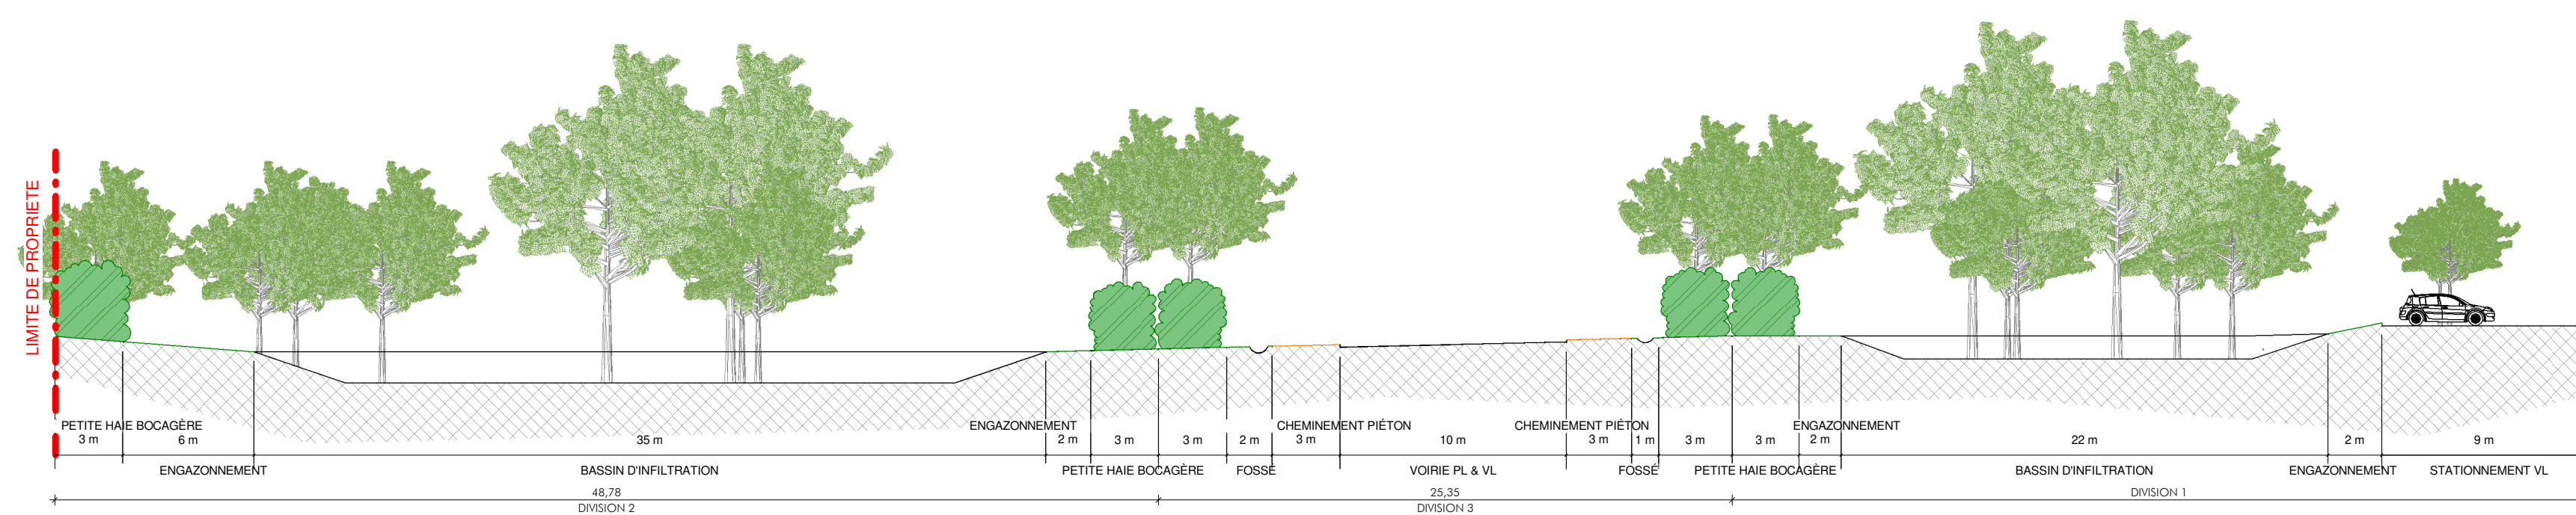 LIMITE DE PROPRIETE
PETITE HAIE BOCAGÈRE
ENGAZONNEMENT
CHEMINEMENT PIÉTON
CHEMINEMENT PIÉTON
ENGAZONNEMENT
3 m
6 m
35 m
2 m
3 m
3 m
2 m
3 m
10 m
3 m
1 m
3 m
3 m
2 m
22 m
2 m
9 m
ENGAZONNEMENT
BASSIN D'INFILTRATION
PETITE HAIE BOCAGÈRE
FOSSÉ
VOIRIE PL & VL
FOSSÉ
PETITE HAIE BOCAGÈRE
BASSIN D'INFILTRATION
ENGAZONNEMENT
STATIONNEMENT VL
48,78
25,35
DIVISION 1
DIVISION 2
DIVISION 3